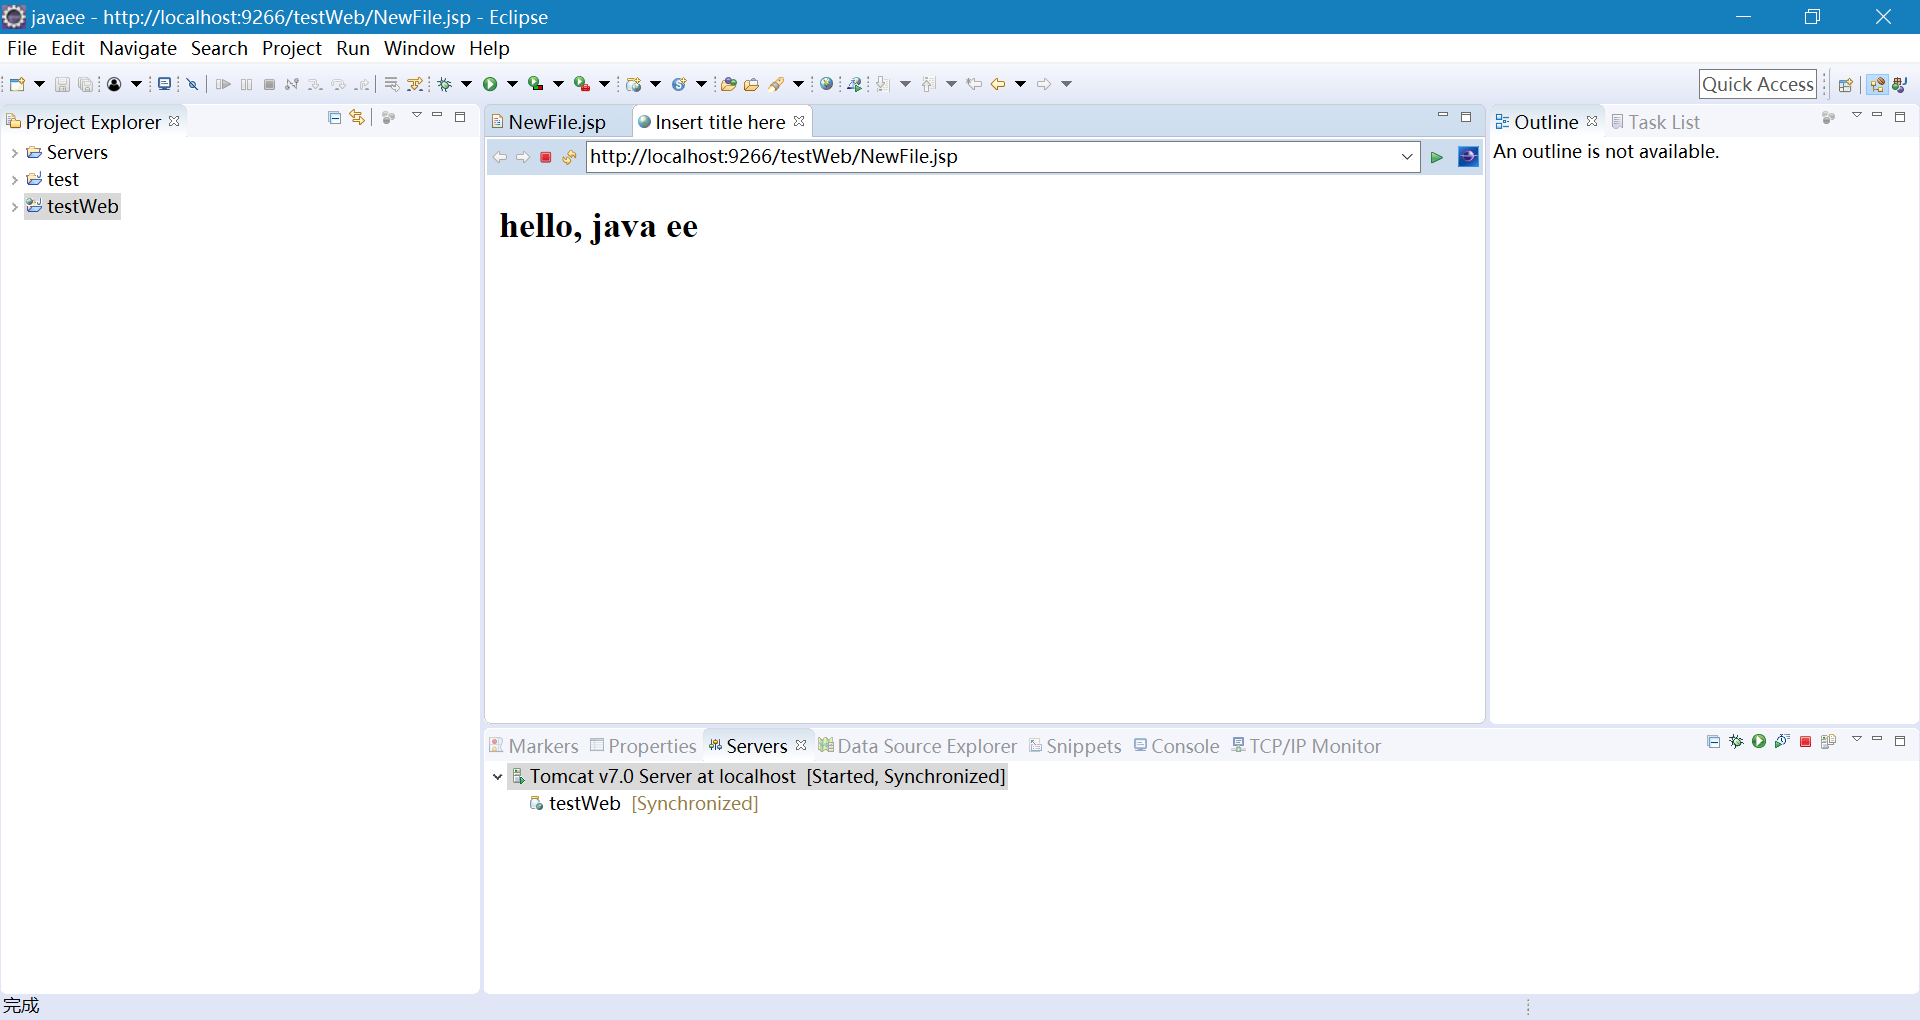 javaee - http://localhost:9266/testWeb/NewFile.jsp - Eclipse
File Edit Navigate Search Project Run Window Help
Quick Access
Project Explorer
Servers
test
testWeb
NewFile.jsp
Insert title here
http://localhost:9266/testWeb/NewFile.jsp
hello, java ee
Outline
Task List
An outline is not available.
Markers Properties Servers Data Source Explorer Snippets Console TCP/IP Monitor
Tomcat v7.0 Server at localhost [Started, Synchronized]
testWeb [Synchronized]
完成